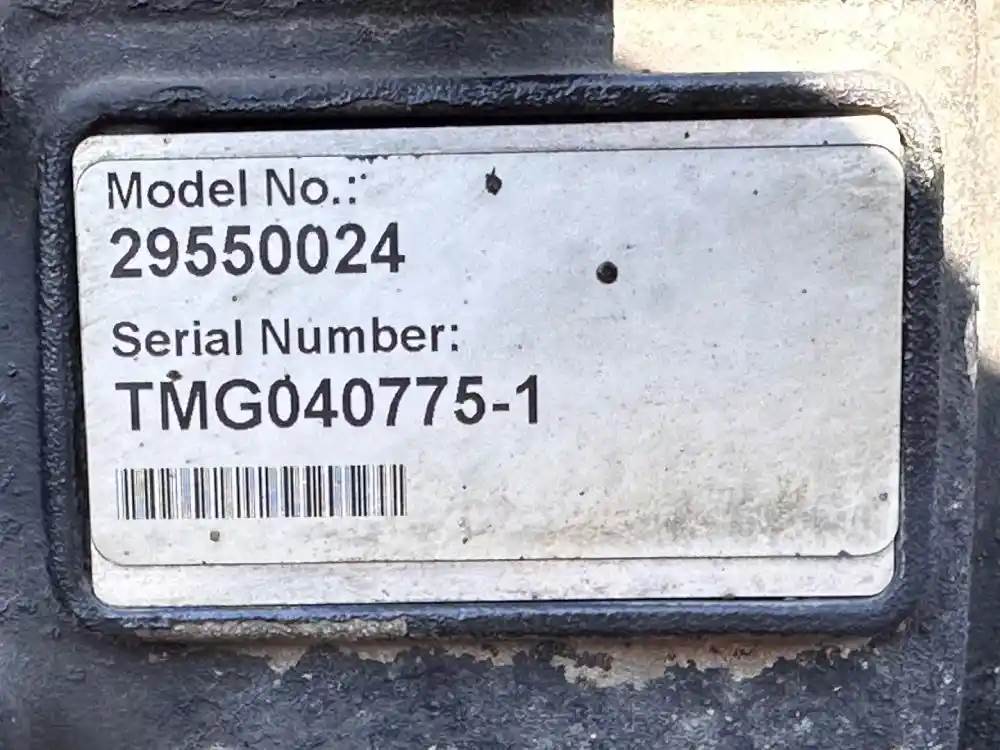 Model No.:
29550024
Serial Number:
TMG040775-1